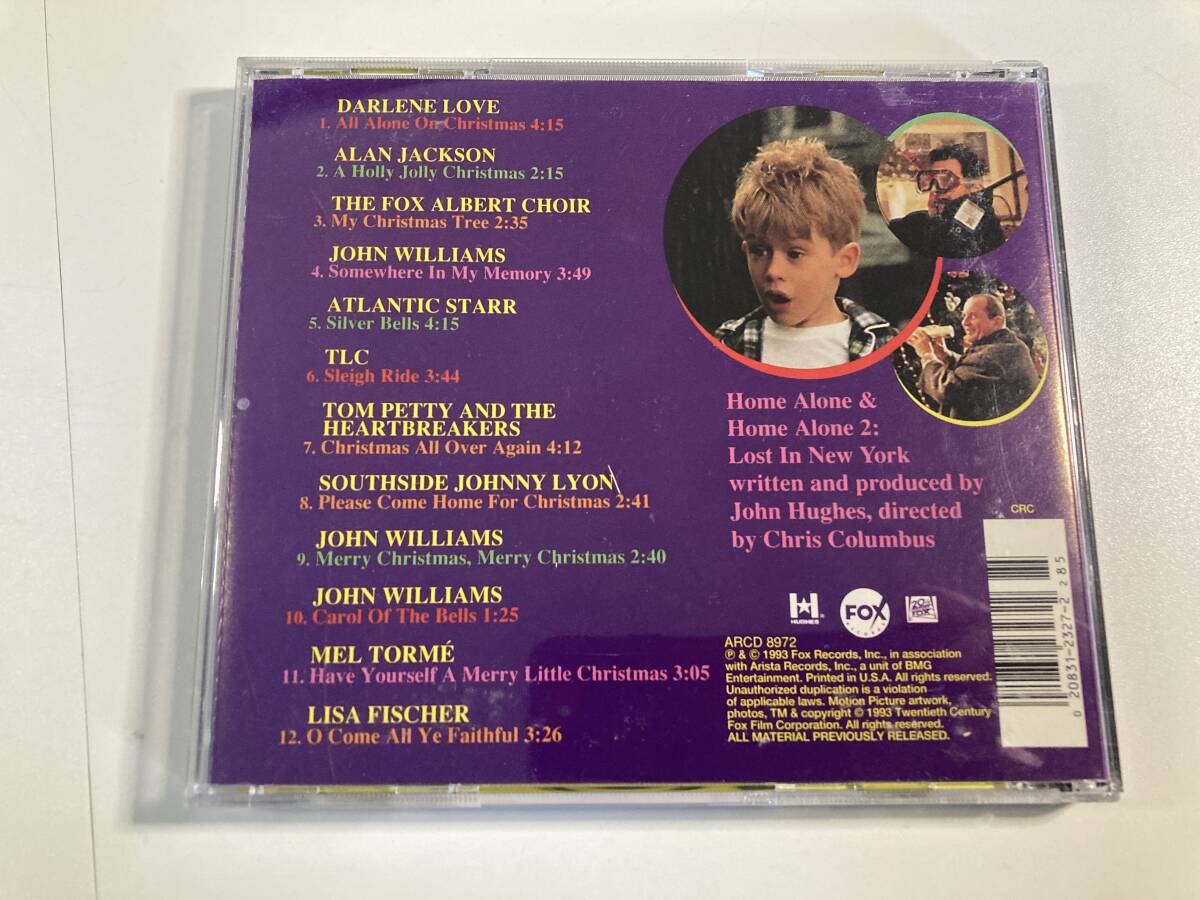 DARLENE LOVE
1. All Alone On Christmas 4:15
ALAN JACKSON
2. A Holly Jolly Christmas 2:15
THE FOX ALBERT CHOIR
3. My Christmas Tree 2:35
JOHN WILLIAMS
4. Somewhere In My Memory 3:49
ATLANTIC STARR
5. Silver Bells 4:15
TLC
6. Sleigh Ride 3:44
TOM PETTY AND THE
HEARTBREAKERS
7. Christmas All Over Again 4:12
SOUTHSIDE JOHNNY LYON
8. Please Come Home For Christmas 2:41
JOHN WILLIAMS
9. Merry Christmas, Merry Christmas 2:40
JOHN WILLIAMS
10. Carol Of The Bells 1:25
MEL TORMÉ
11. Have Yourself A Merry Little Christmas 3:05
LISA FISCHER
12. O Come All Ye Faithful 3:26
Home Alone &
Home Alone 2:
Lost In New York
written and produced by
John Hughes, directed
by Chris Columbus
CRC
0 20831-2327-2 285
HUGHES
FOX
RECORDS
ARCD 8972
℗ & © 1993 Fox Records, Inc., in association
with Arista Records, Inc., a unit of BMG
Entertainment. Printed in U.S.A. All rights reserved.
Unauthorized duplication is a violation
of applicable laws. Motion Picture artwork,
photos, TM & copyright © 1993 Twentieth Century
Fox Film Corporation. All rights reserved.
ALL MATERIAL PREVIOUSLY RELEASED.